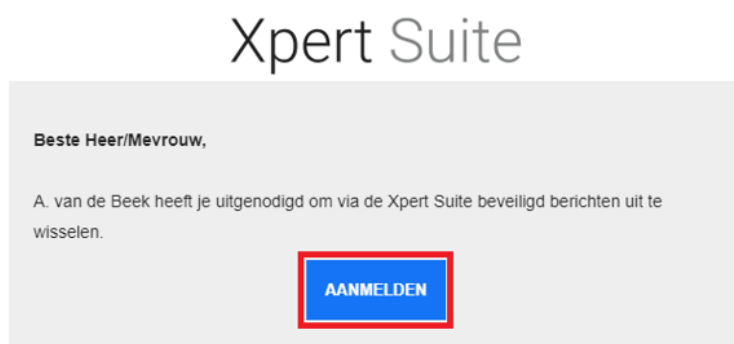 Xpert Suite
Beste Heer/Mevrouw,
A. van de Beek heeft je uitgenodigd om via de Xpert Suite beveiligd berichten uit te
wisselen.
AANMELDEN